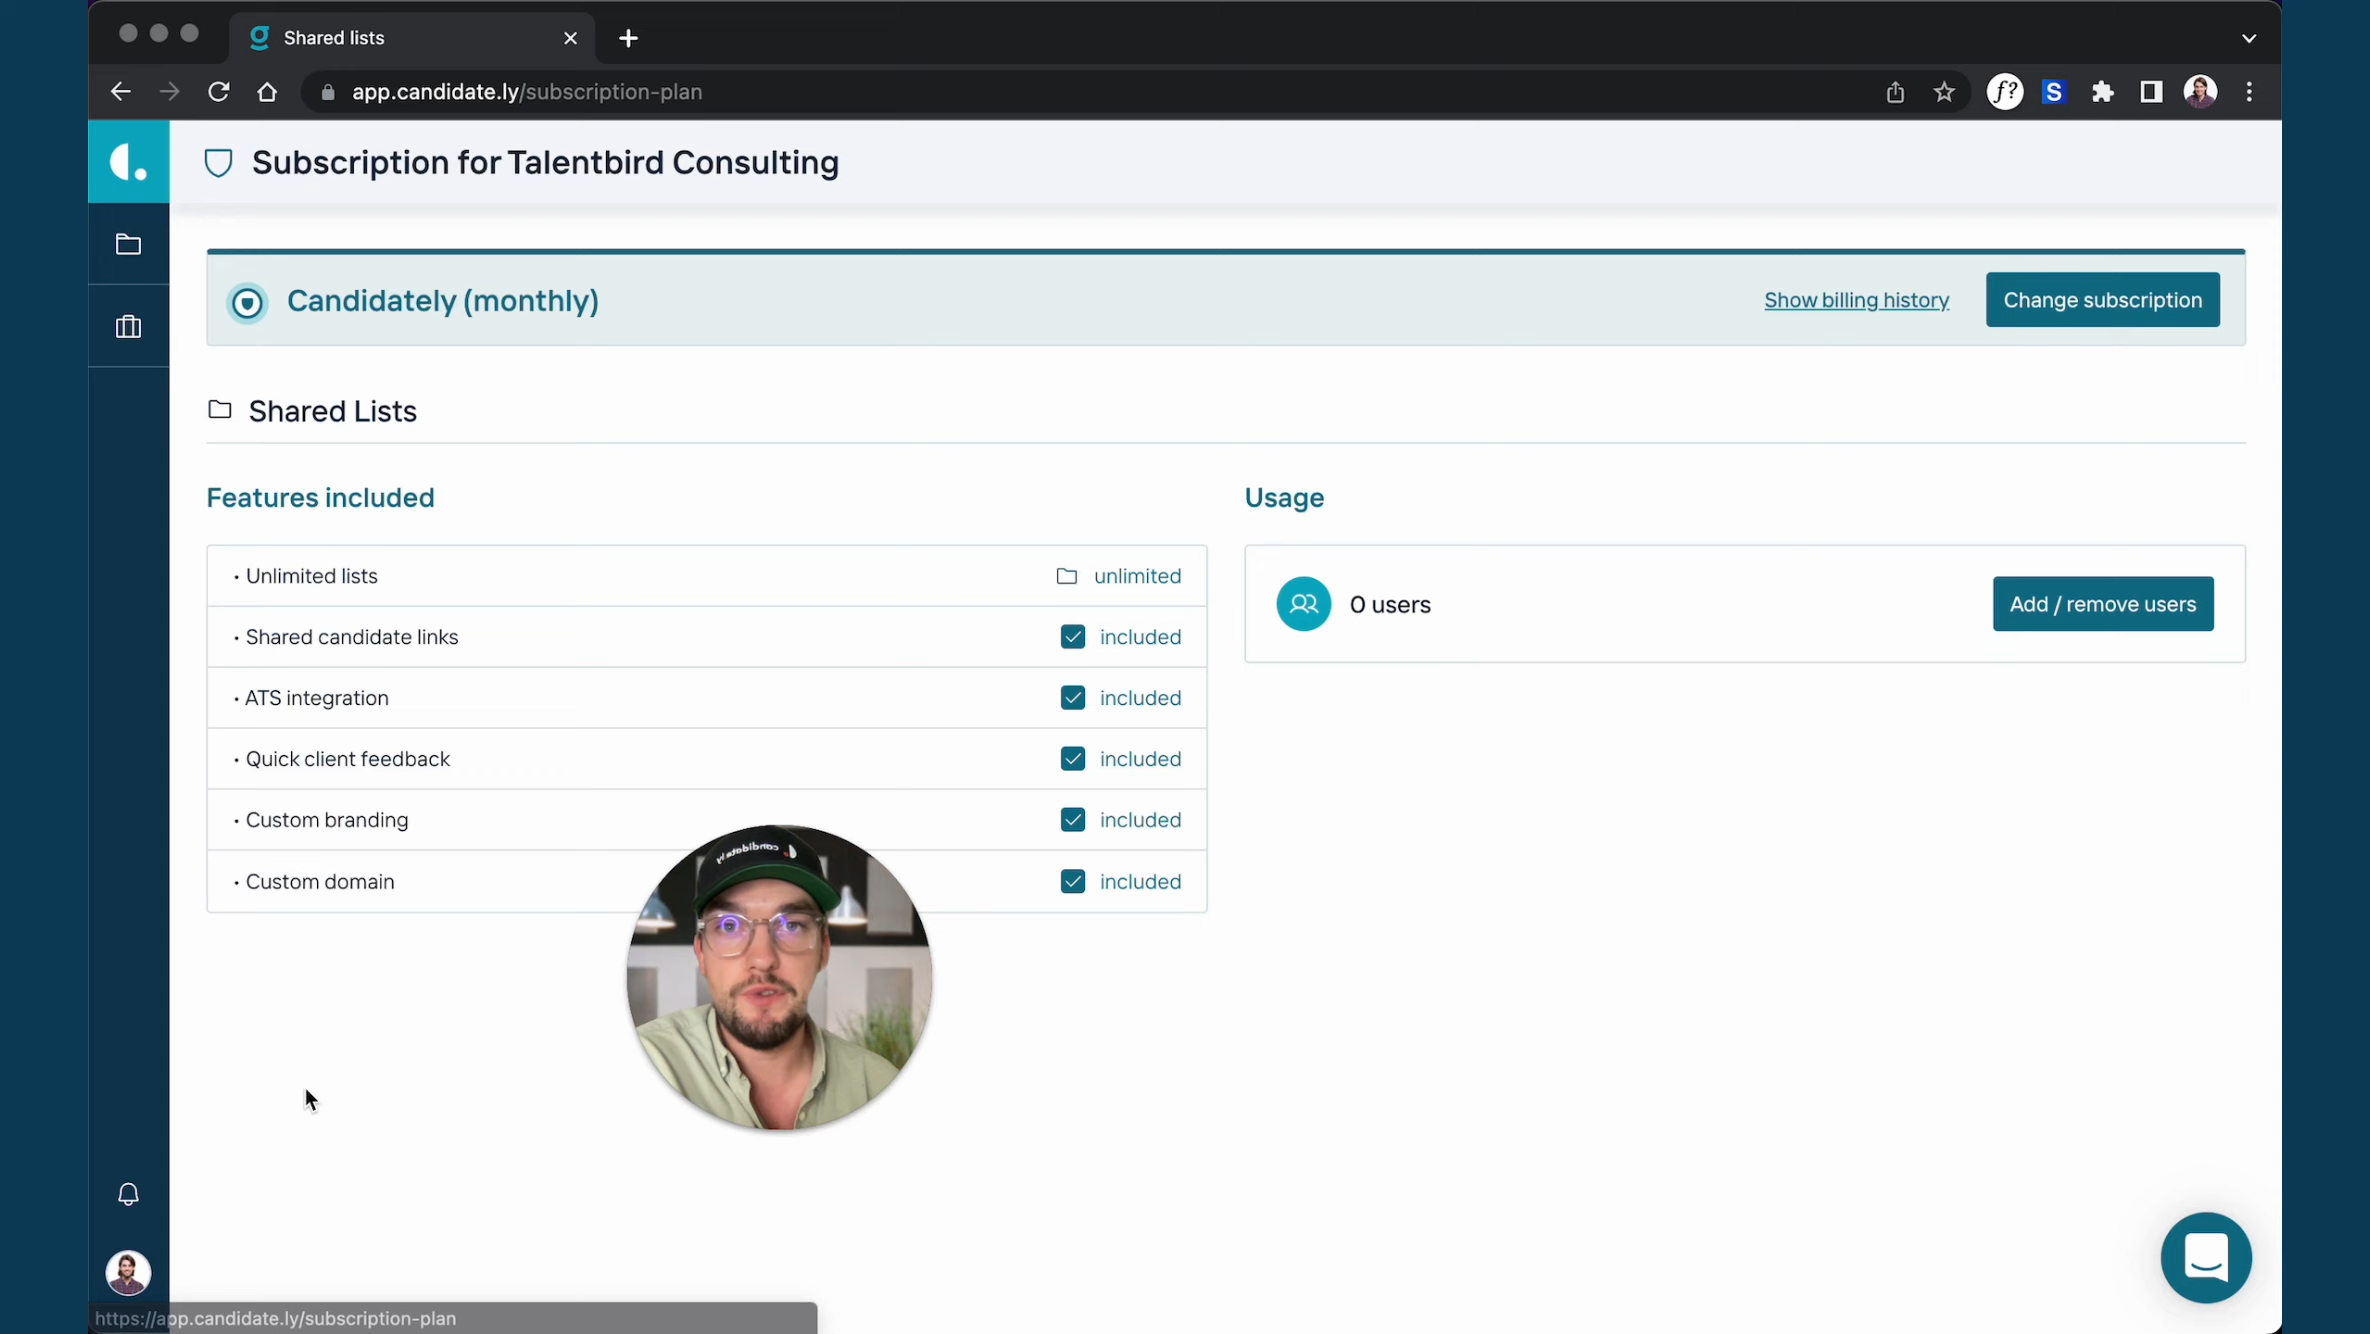 Shared lists
app.candidate.ly/subscription-plan
f?
S
Subscription for Talentbird Consulting
Candidately (monthly)
Show billing history
Change subscription
Shared Lists
Features included
Usage
• Unlimited lists
unlimited
• Shared candidate links
included
• ATS integration
included
• Quick client feedback
included
• Custom branding
included
• Custom domain
included
0 users
Add / remove users
candidate ly
https://app.candidate.ly/subscription-plan